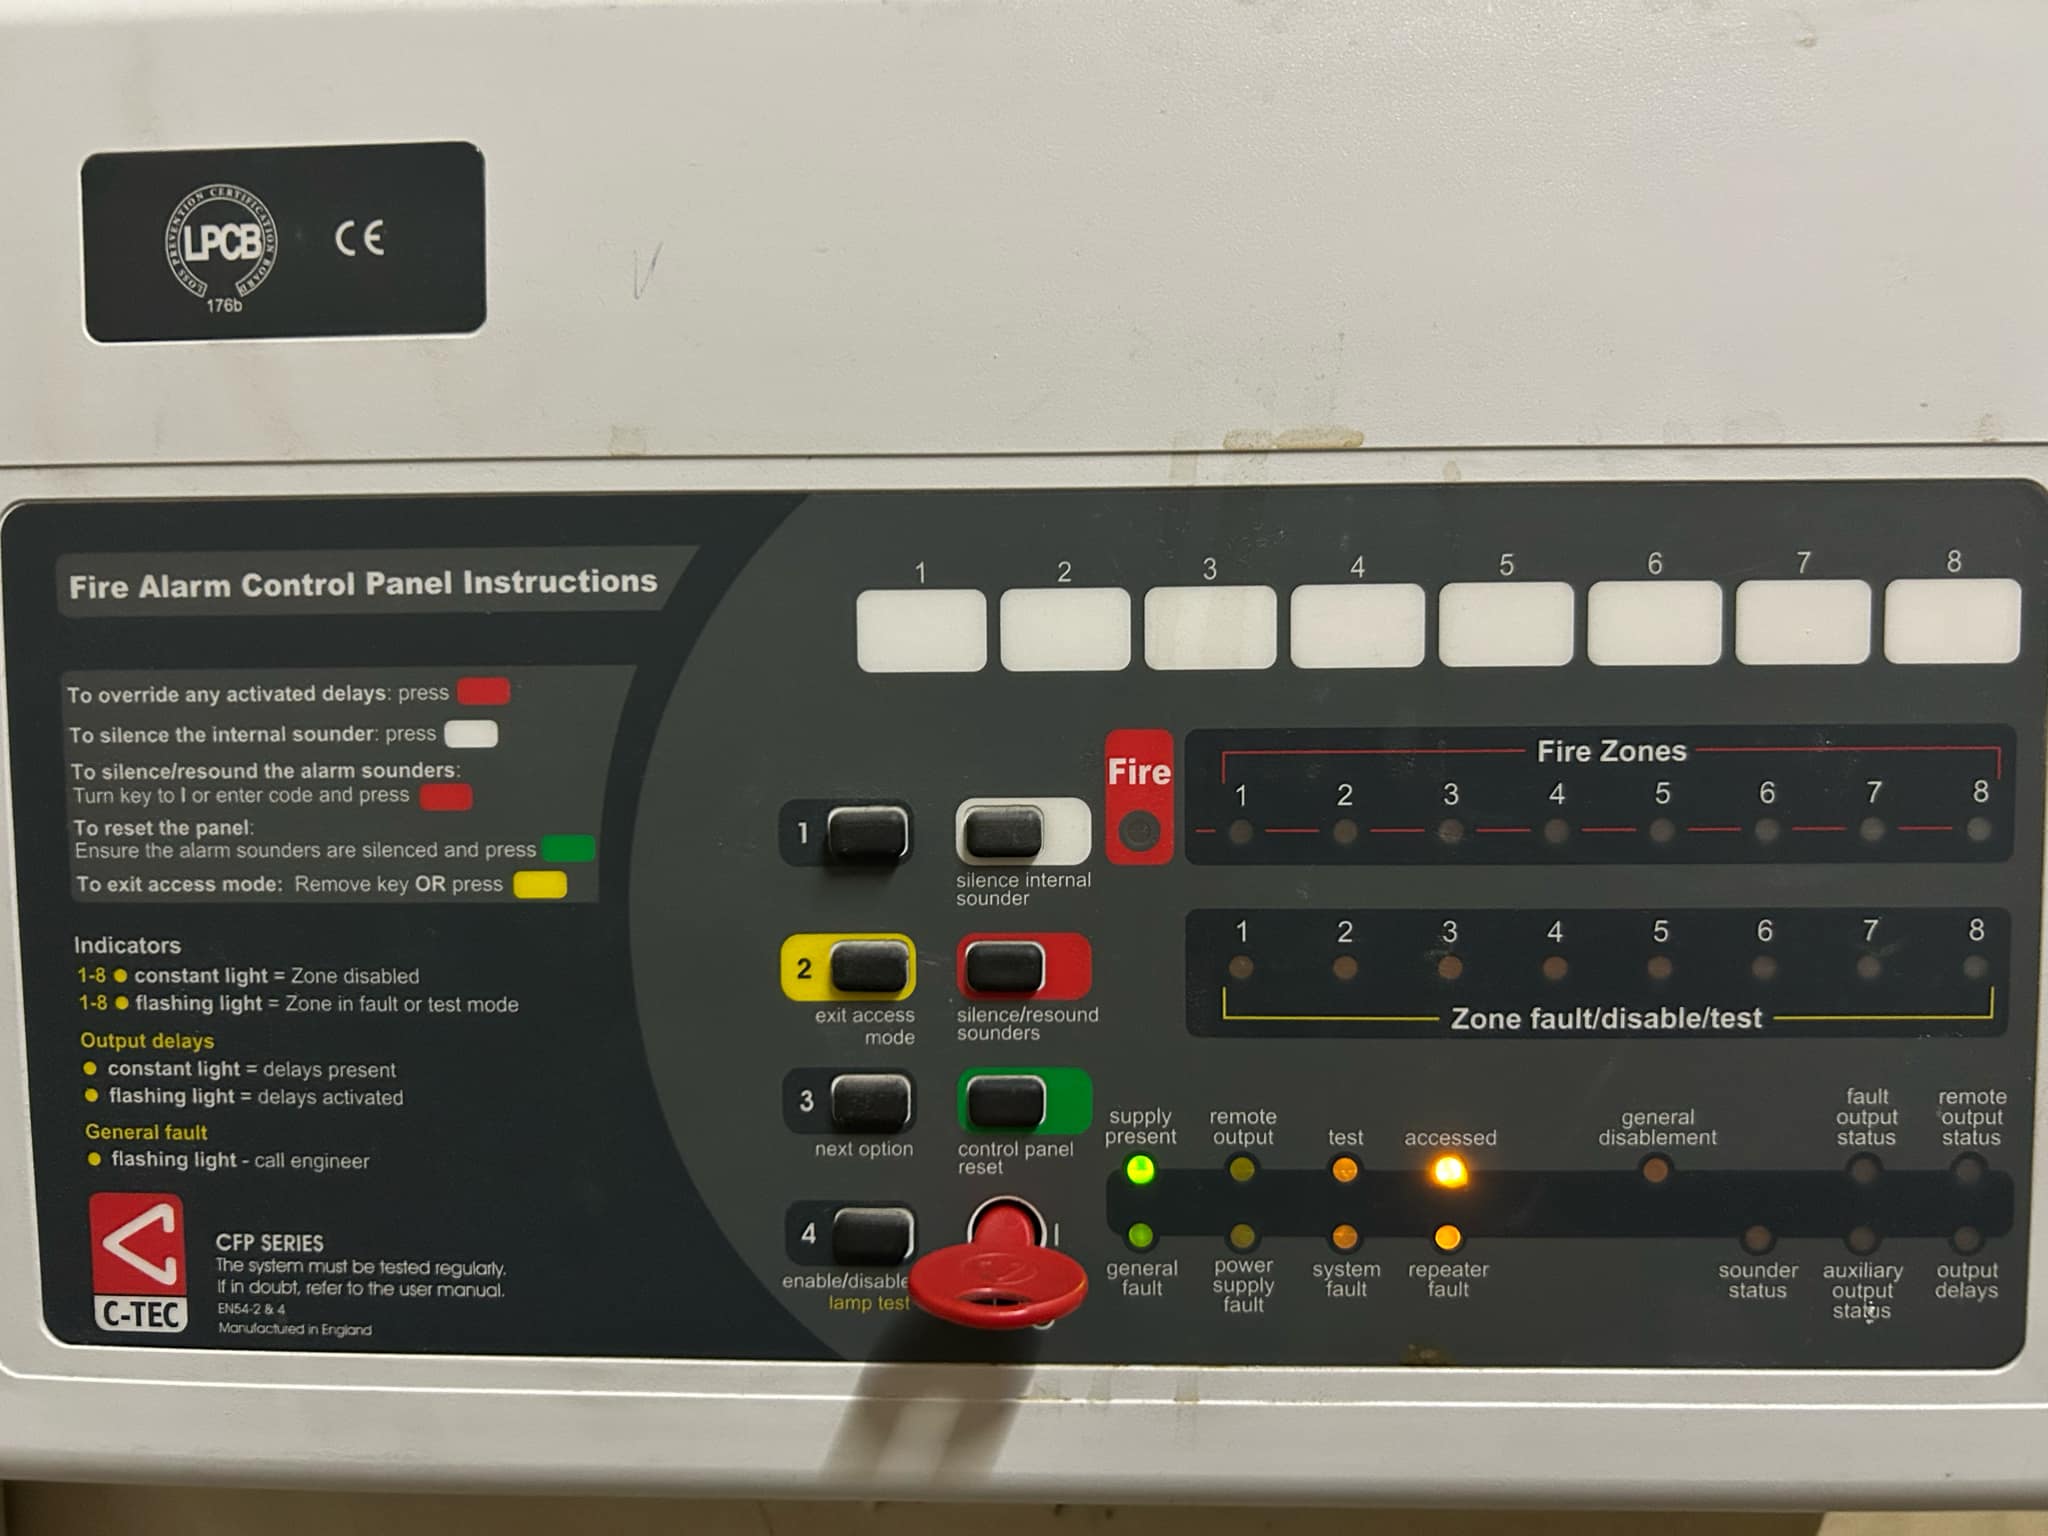 LOSS PREVENTION CERTIFICATION BOARD
LPCB
176b
CE
Fire Alarm Control Panel Instructions
To override any activated delays: press
To silence the internal sounder: press
To silence/resound the alarm sounders:
Turn key to I or enter code and press
To reset the panel:
Ensure the alarm sounders are silenced and press
To exit access mode: Remove key OR press
Indicators
1-8 constant light = Zone disabled
1-8 flashing light = Zone in fault or test mode
Output delays
constant light = delays present
flashing light = delays activated
General fault
flashing light - call engineer
C-TEC
CFP SERIES
The system must be tested regularly.
If in doubt, refer to the user manual.
EN54-2 & 4
Manufactured in England
1 2 3 4 5 6 7 8
1
silence internal
sounder
2
exit access
mode
silence/resound
sounders
3
next option
control panel
reset
4
enable/disable
lamp test
I
Fire
Fire Zones
1 2 3 4 5 6 7 8
1 2 3 4 5 6 7 8
Zone fault/disable/test
supply
present
remote
output
test
accessed
general
disablement
fault
output
status
remote
output
status
general
fault
power
supply
fault
system
fault
repeater
fault
sounder
status
auxiliary
output
status
output
delays